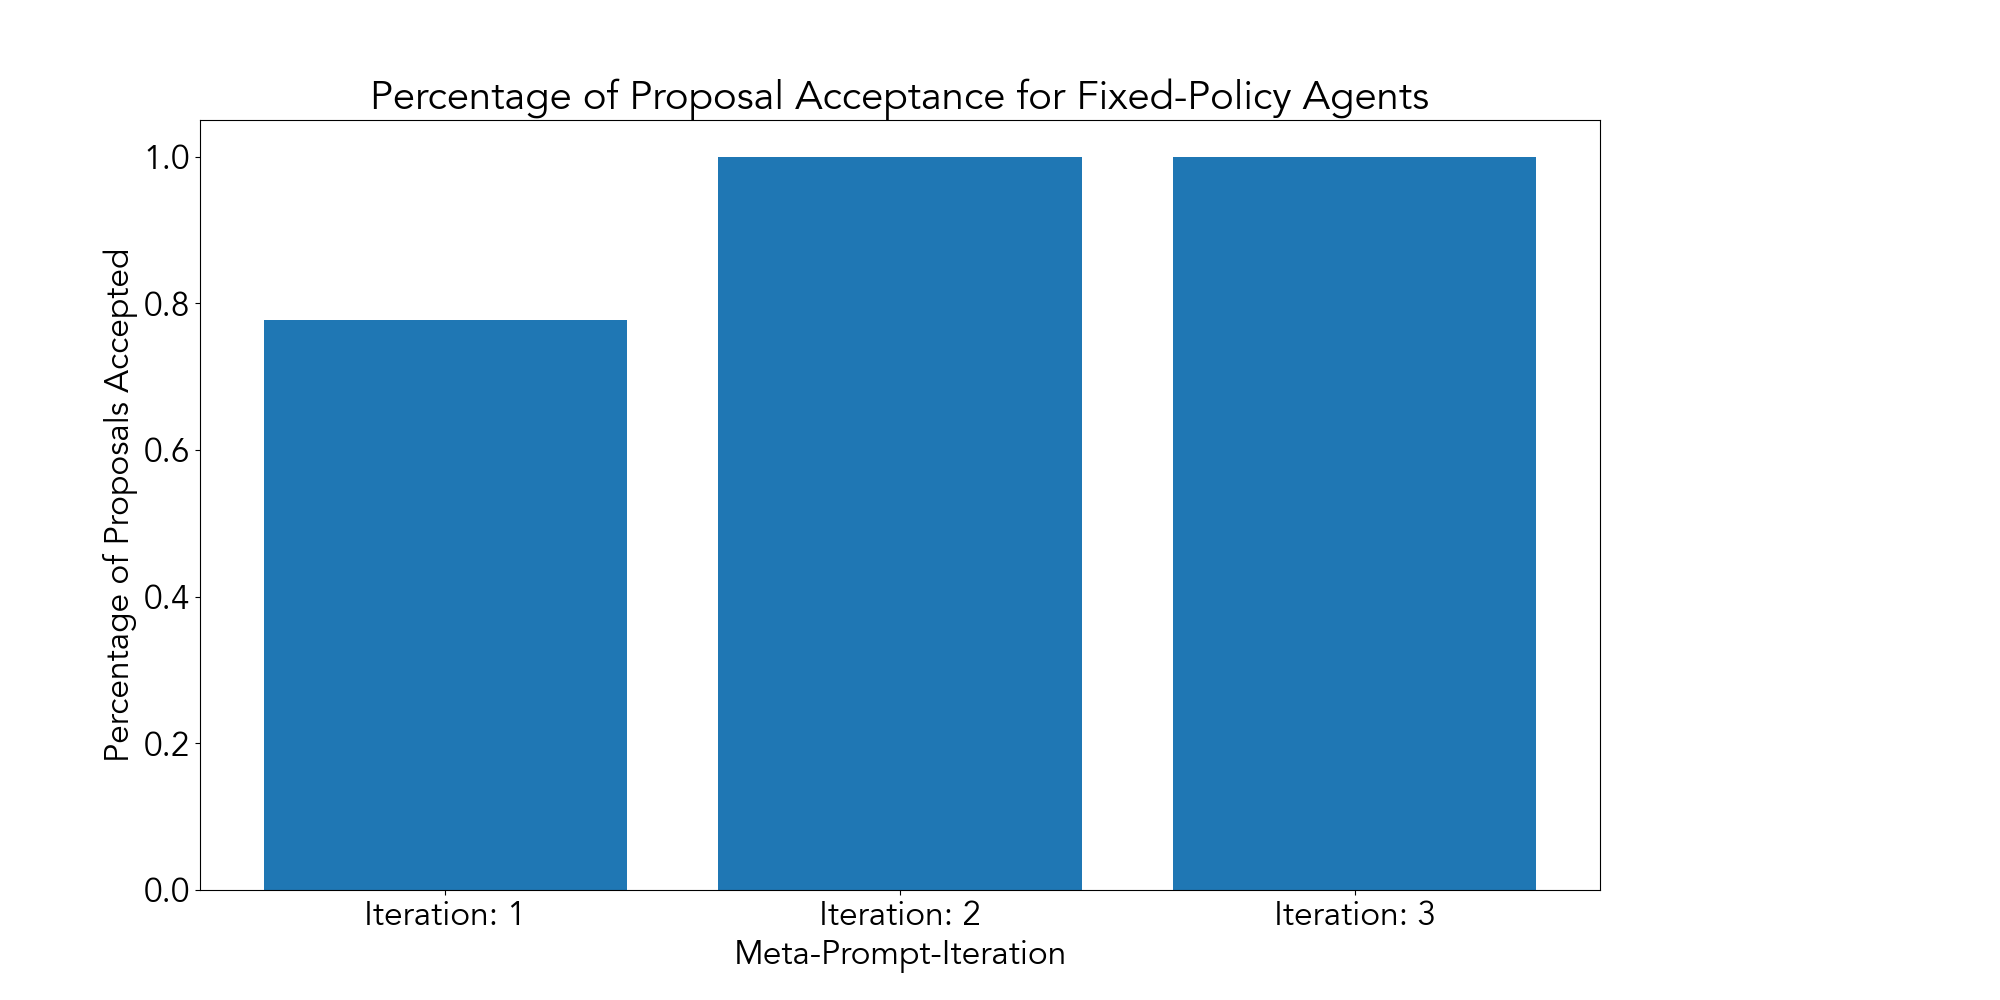 Percentage of Proposal Acceptance for Fixed-Policy Agents
Percentage of Proposals Accepted
1.0
0.8
0.6
0.4
0.2
0.0
Iteration: 1
Iteration: 2
Iteration: 3
Meta-Prompt-Iteration